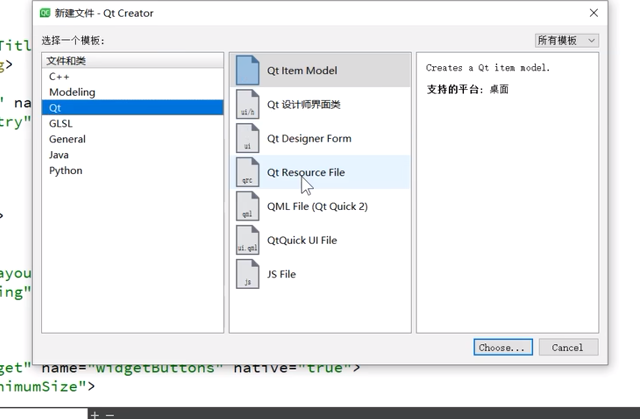 新建文件 - Qt Creator
选择一个模板:
所有模板
文件和类
C++
Modeling
Qt
GLSL
General
Java
Python
Qt Item Model
ui/h
Qt 设计师界面类
ui
Qt Designer Form
qrc
Qt Resource File
qml
QML File (Qt Quick 2)
ui.qml
QtQuick UI File
js
JS File
Creates a Qt item model.
支持的平台: 桌面
Choose...
Cancel
Titl
g>
" na
try"
>
ayou
ing"
get" name="widgetButtons" native="true">
nimumSize">